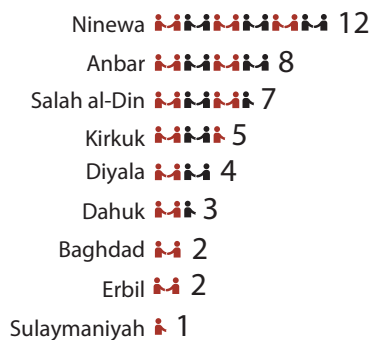 Ninewa 12
Anbar 8
Salah al-Din 7
Kirkuk 5
Diyala 4
Dahuk 3
Baghdad 2
Erbil 2
Sulaymaniyah 1